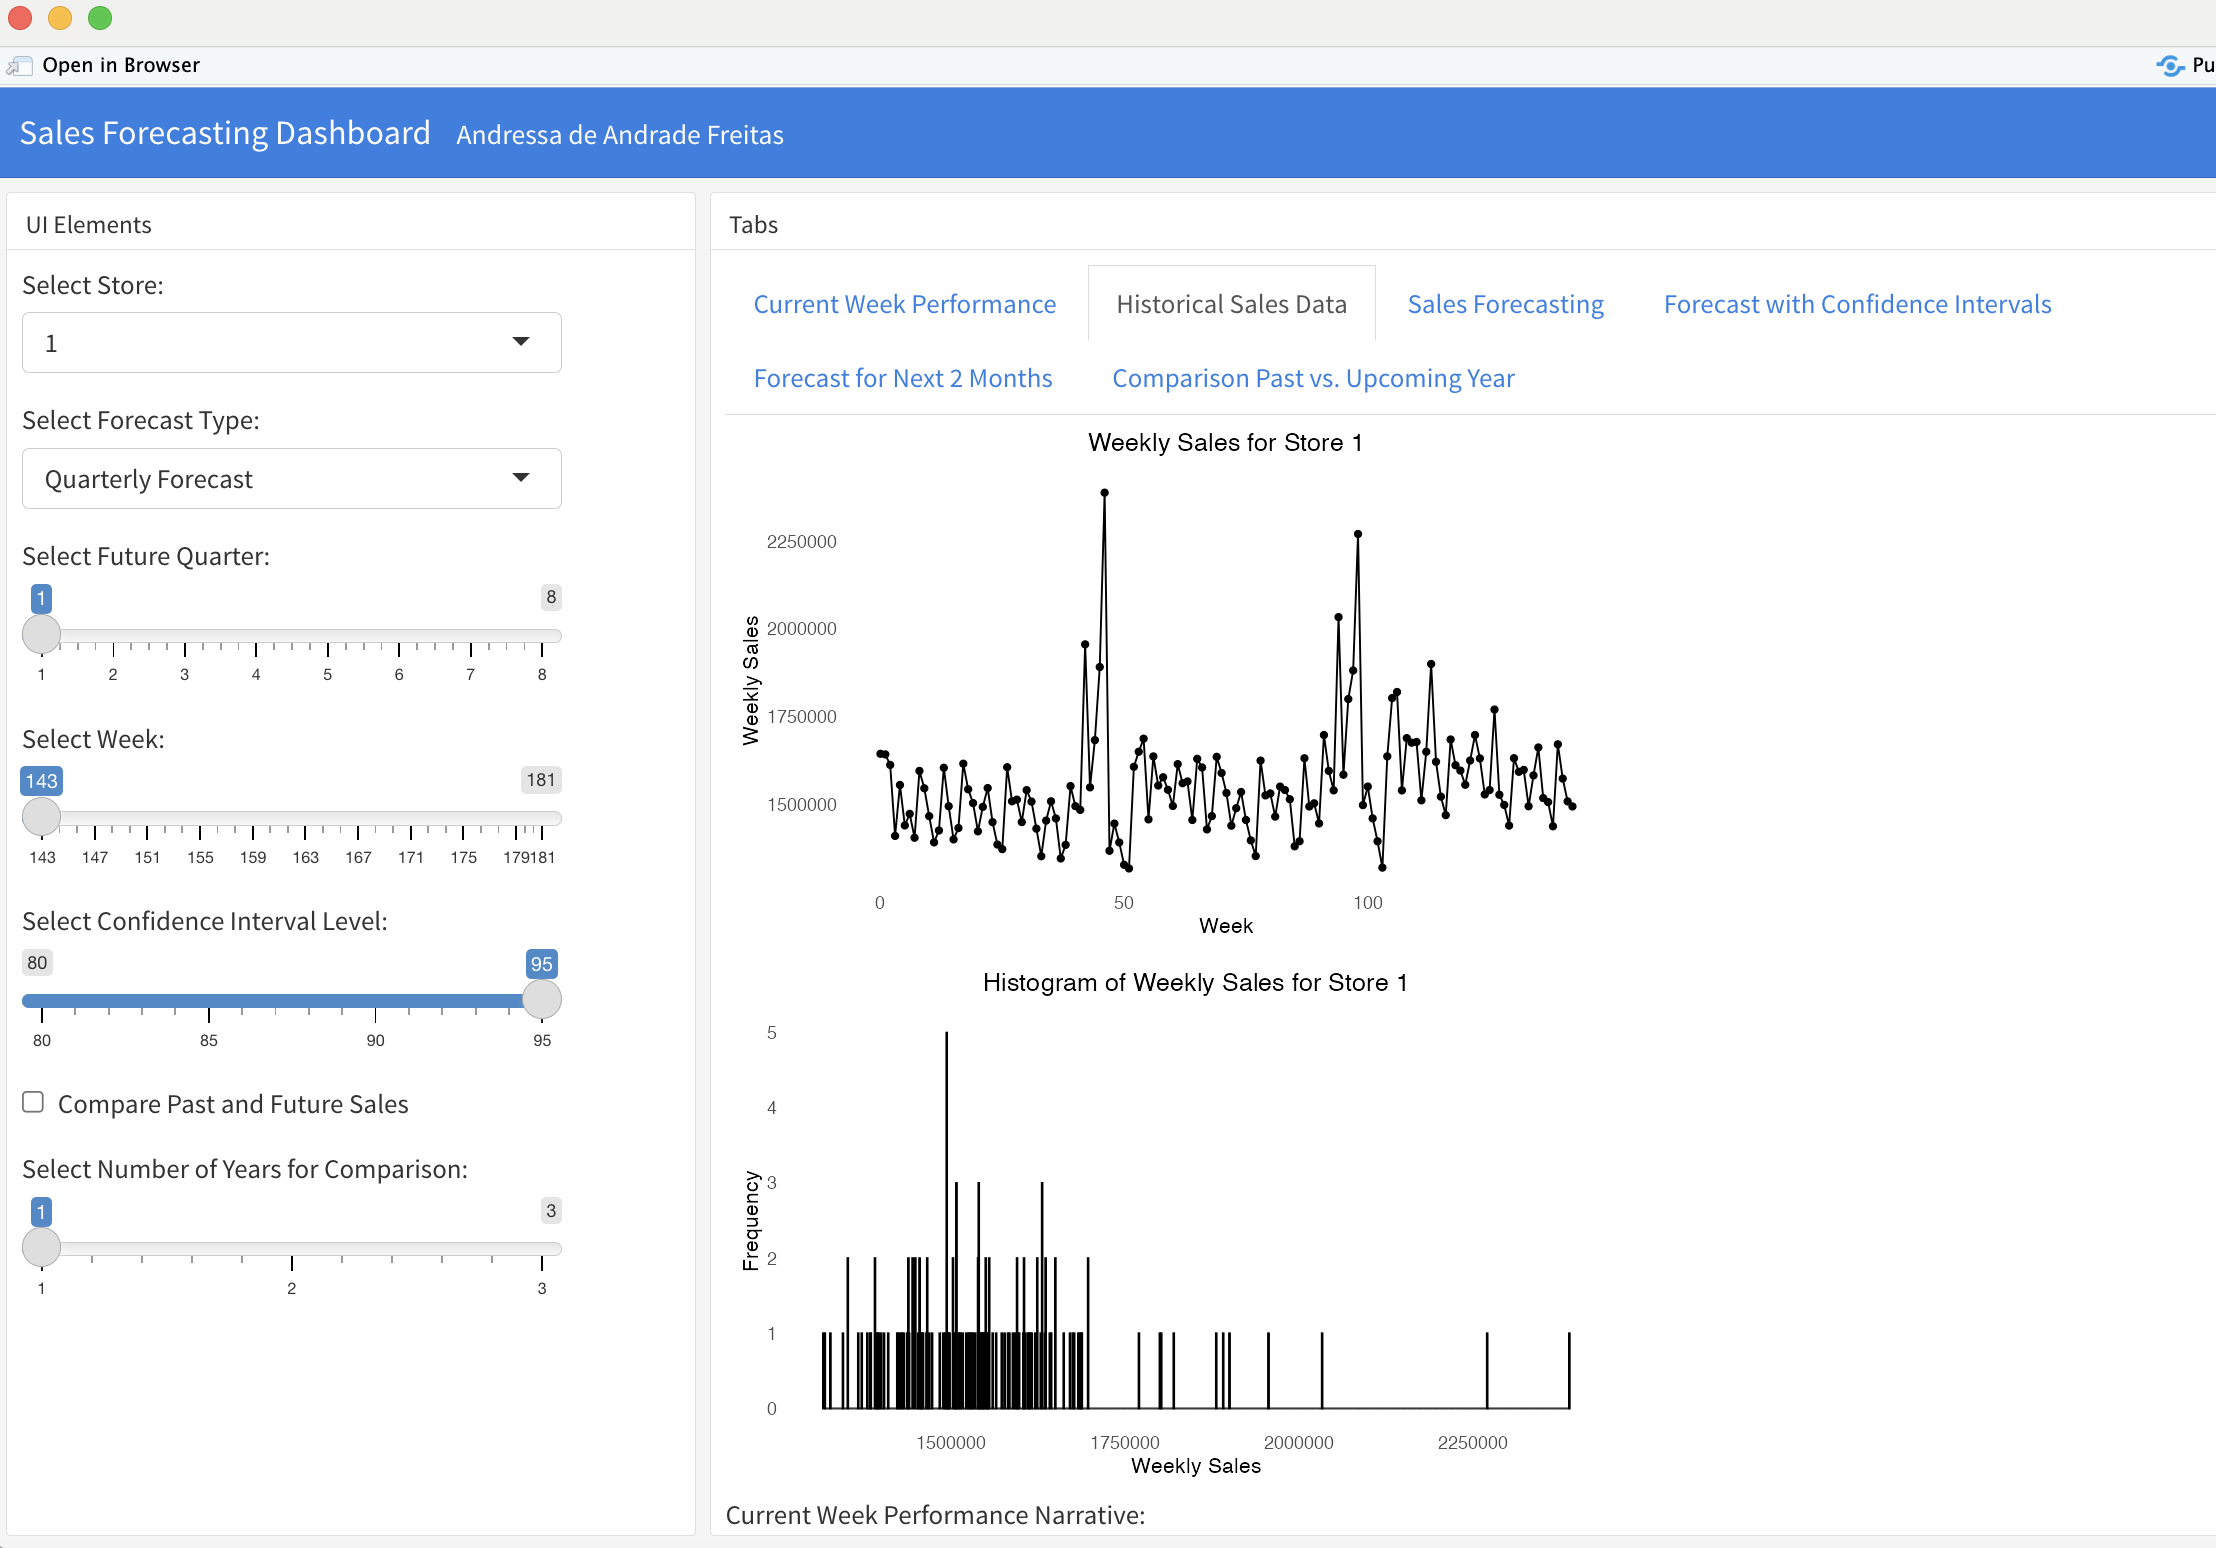 Open in Browser
Pu
Sales Forecasting Dashboard Andressa de Andrade Freitas
UI Elements
Select Store:
1
Select Forecast Type:
Quarterly Forecast
Select Future Quarter:
1 8
1 2 3 4 5 6 7 8
Select Week:
143 181
143 147 151 155 159 163 167 171 175 179181
Select Confidence Interval Level:
80 95
80 85 90 95
Compare Past and Future Sales
Select Number of Years for Comparison:
1 3
1 2 3
Tabs
Current Week Performance Historical Sales Data Sales Forecasting Forecast with Confidence Intervals
Forecast for Next 2 Months Comparison Past vs. Upcoming Year
Weekly Sales for Store 1
Weekly Sales
2250000
2000000
1750000
1500000
0 50 100
Week
Histogram of Weekly Sales for Store 1
Frequency
5
4
3
2
1
0
1500000 1750000 2000000 2250000
Weekly Sales
Current Week Performance Narrative: